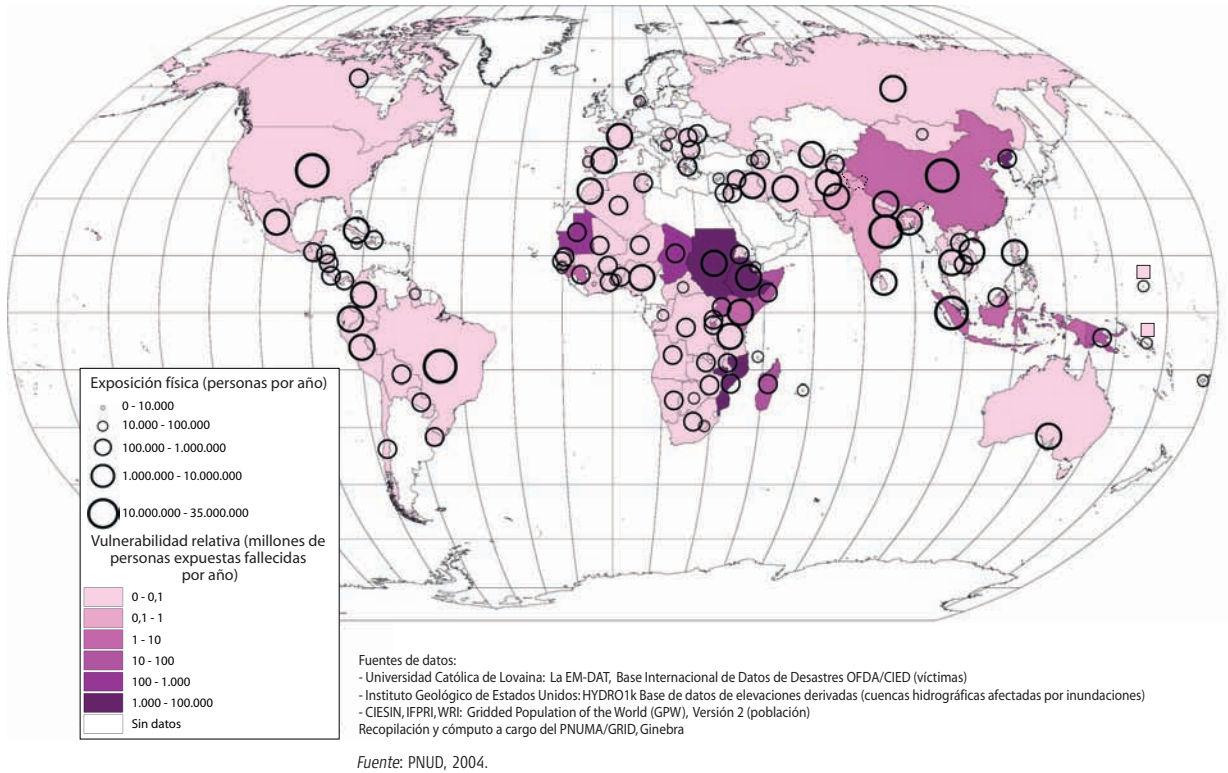 Exposición física (personas por año)
0 - 10.000
10.000 - 100.000
100.000 - 1.000.000
1.000.000 - 10.000.000
10.000.000 - 35.000.000
Vulnerabilidad relativa (millones de
personas expuestas fallecidas
por año)
0 - 0,1
0,1 - 1
1 - 10
10 - 100
100 - 1.000
1.000 - 100.000
Sin datos
Fuentes de datos:
- Universidad Católica de Lovaina: La EM-DAT, Base Internacional de Datos de Desastres OFDA/CIED (víctimas)
- Instituto Geológico de Estados Unidos: HYDRO1k Base de datos de elevaciones derivadas (cuencas hidrográficas afectadas por inundaciones)
- CIESIN, IFPRI, WRI: Gridded Population of the World (GPW), Versión 2 (población)
Recopilación y cómputo a cargo del PNUMA/GRID, Ginebra
Fuente: PNUD, 2004.